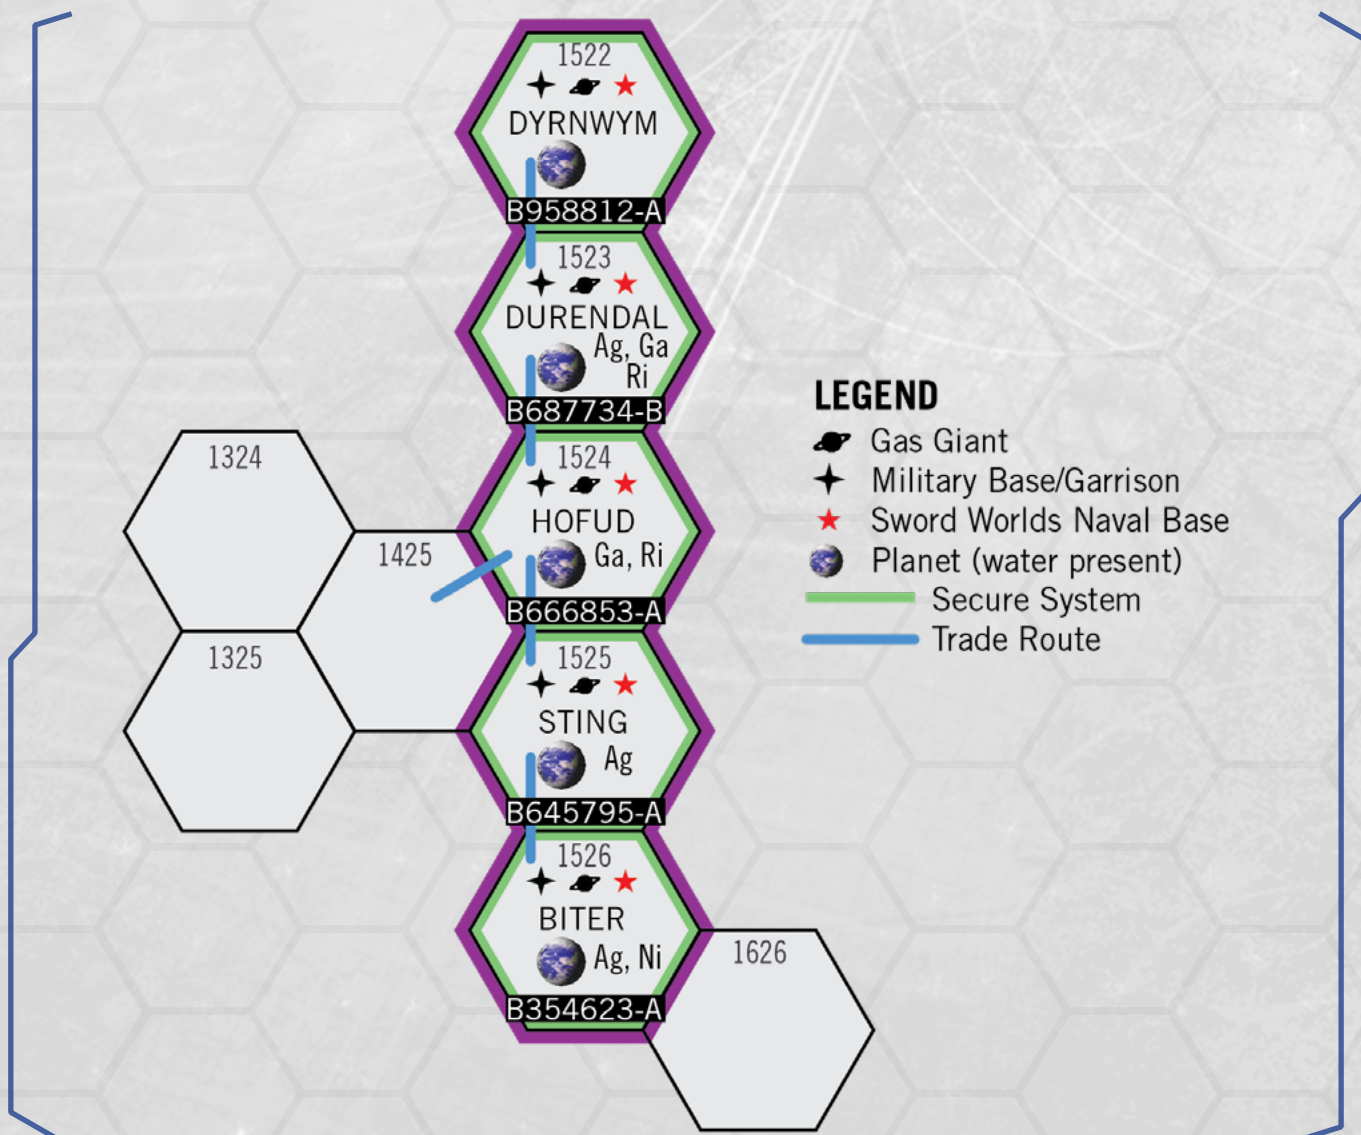 1522
DYRNWYM
B958812-A
1523
DURENDAL
Ag, Ga
Ri
B687734-B
1324
1524
HOFUD
Ga, Ri
B666853-A
1425
1325
1525
STING
Ag
B645795-A
1526
BITER
Ag, Ni
B354623-A
1626
LEGEND
Gas Giant
Military Base/Garrison
Sword Worlds Naval Base
Planet (water present)
Secure System
Trade Route